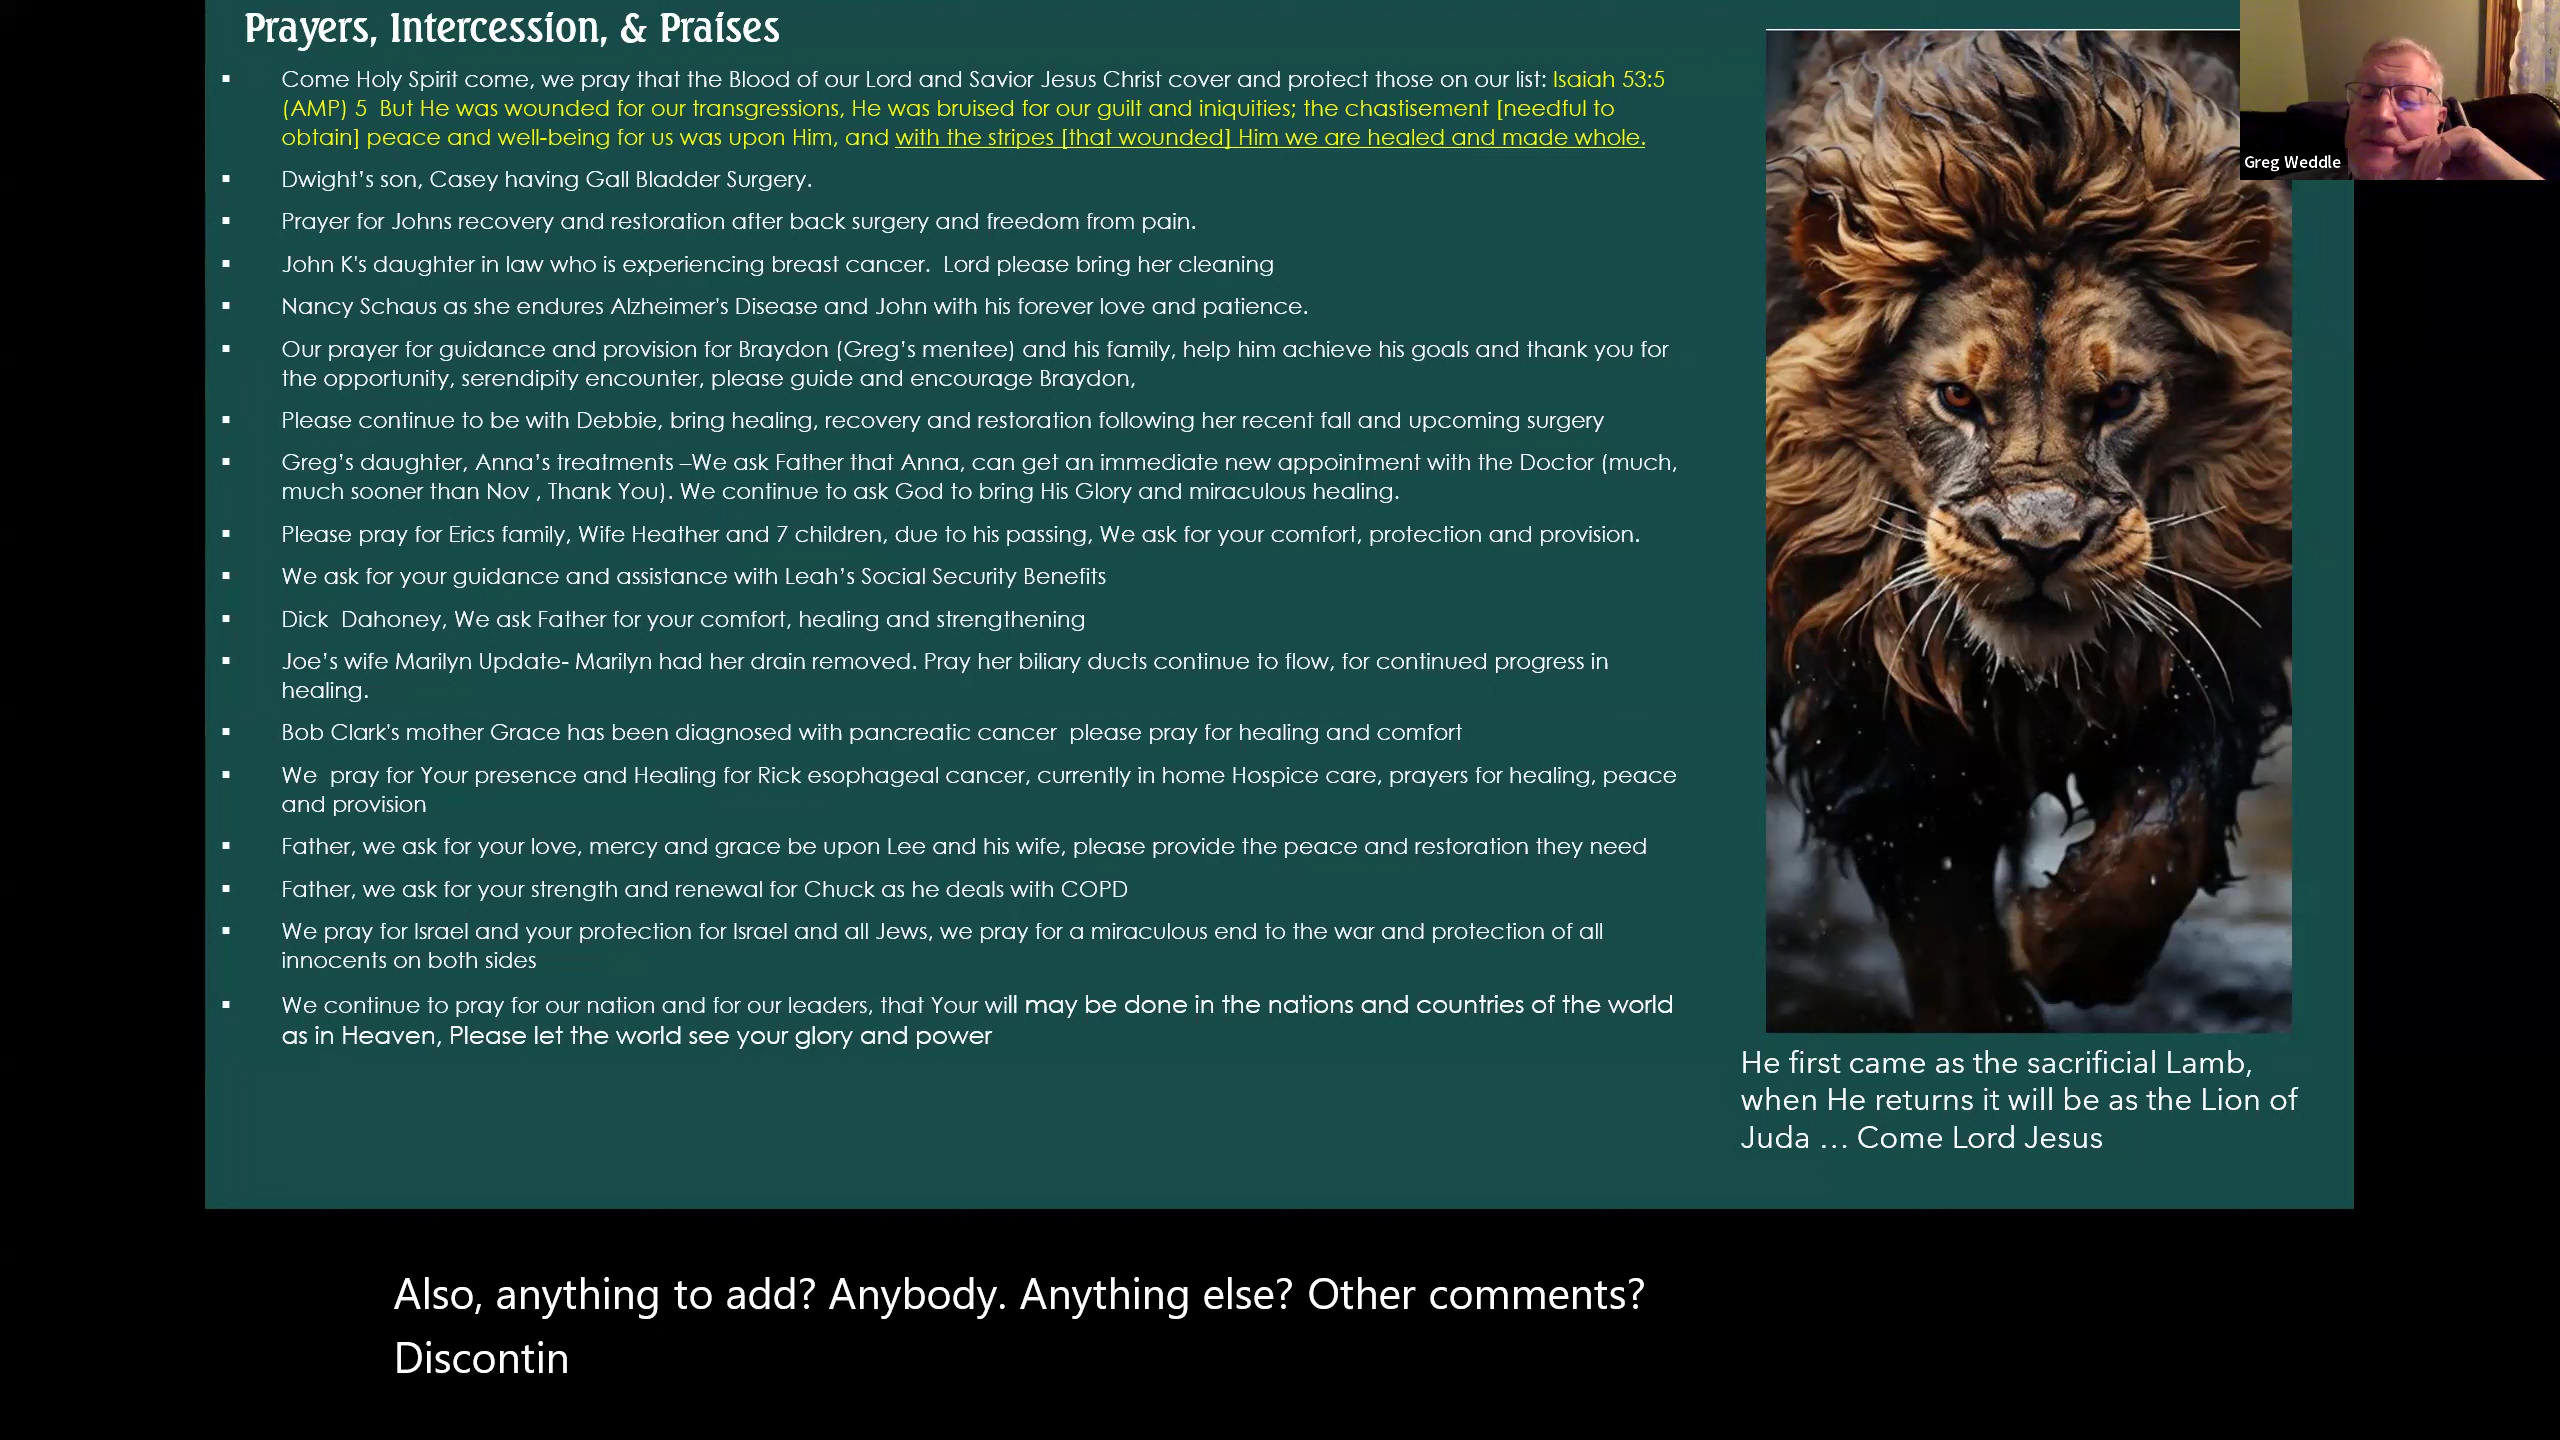 Prayers, Intercession, & Praises
▪ Come Holy Spirit come, we pray that the Blood of our Lord and Savior Jesus Christ cover and protect those on our list: Isaiah 53:5
(AMP) 5  But He was wounded for our transgressions, He was bruised for our guilt and iniquities; the chastisement [needful to
obtain] peace and well-being for us was upon Him, and with the stripes [that wounded] Him we are healed and made whole.
▪ Dwight’s son, Casey having Gall Bladder Surgery.
▪ Prayer for Johns recovery and restoration after back surgery and freedom from pain.
▪ John K's daughter in law who is experiencing breast cancer.  Lord please bring her cleaning
▪ Nancy Schaus as she endures Alzheimer's Disease and John with his forever love and patience.
▪ Our prayer for guidance and provision for Braydon (Greg’s mentee) and his family, help him achieve his goals and thank you for
the opportunity, serendipity encounter, please guide and encourage Braydon,
▪ Please continue to be with Debbie, bring healing, recovery and restoration following her recent fall and upcoming surgery
▪ Greg’s daughter, Anna’s treatments –We ask Father that Anna, can get an immediate new appointment with the Doctor (much,
much sooner than Nov , Thank You). We continue to ask God to bring His Glory and miraculous healing.
▪ Please pray for Erics family, Wife Heather and 7 children, due to his passing, We ask for your comfort, protection and provision.
▪ We ask for your guidance and assistance with Leah’s Social Security Benefits
▪ Dick  Dahoney, We ask Father for your comfort, healing and strengthening
▪ Joe’s wife Marilyn Update- Marilyn had her drain removed. Pray her biliary ducts continue to flow, for continued progress in
healing.
▪ Bob Clark's mother Grace has been diagnosed with pancreatic cancer  please pray for healing and comfort
▪ We  pray for Your presence and Healing for Rick esophageal cancer, currently in home Hospice care, prayers for healing, peace
and provision
▪ Father, we ask for your love, mercy and grace be upon Lee and his wife, please provide the peace and restoration they need
▪ Father, we ask for your strength and renewal for Chuck as he deals with COPD
▪ We pray for Israel and your protection for Israel and all Jews, we pray for a miraculous end to the war and protection of all
innocents on both sides
▪ We continue to pray for our nation and for our leaders, that Your will may be done in the nations and countries of the world
as in Heaven, Please let the world see your glory and power
Greg Weddle
He first came as the sacrificial Lamb,
when He returns it will be as the Lion of
Juda … Come Lord Jesus
Also, anything to add? Anybody. Anything else? Other comments?
Discontin